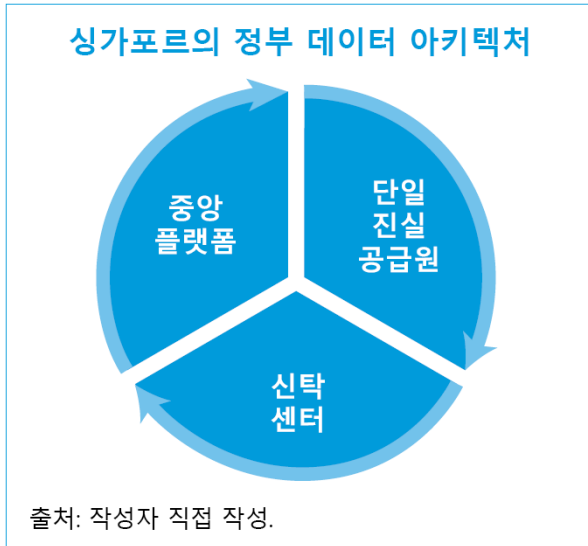 싱가포르의 정부 데이터 아키텍처
중앙
플랫폼
단일
진실
공급원
신탁
센터
출처: 작성자 직접 작성.